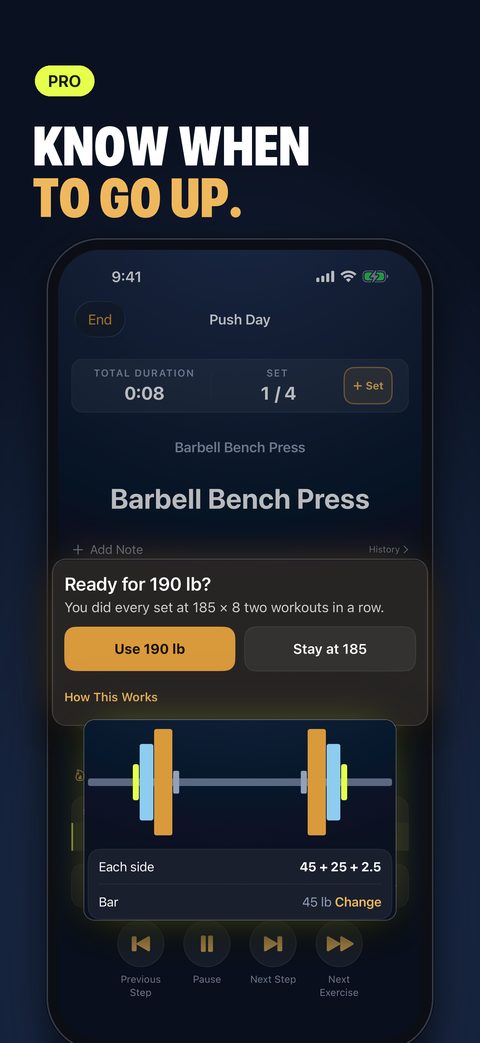 PRO
KNOW WHEN
TO GO UP.
9:41
End
Push Day
TOTAL DURATION
SET
0:08
1 / 4
+ Set
Barbell Bench Press
Barbell Bench Press
+ Add Note
History >
Ready for 190 lb?
You did every set at 185 × 8 two workouts in a row.
Use 190 lb
Stay at 185
How This Works
Each side
45 + 25 + 2.5
Bar
45 lb Change
Previous
Step
Pause
Next Step
Next
Exercise